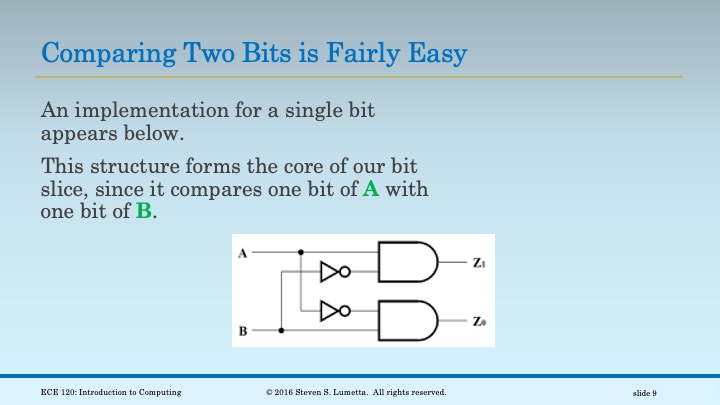 Comparing Two Bits is Fairly Easy
An implementation for a single bit
appears below.
This structure forms the core of our bit
slice, since it compares one bit of A with
one bit of B.
A
Z1
Z0
B
ECE 120: Introduction to Computing
© 2016 Steven S. Lumetta. All rights reserved.
slide 9